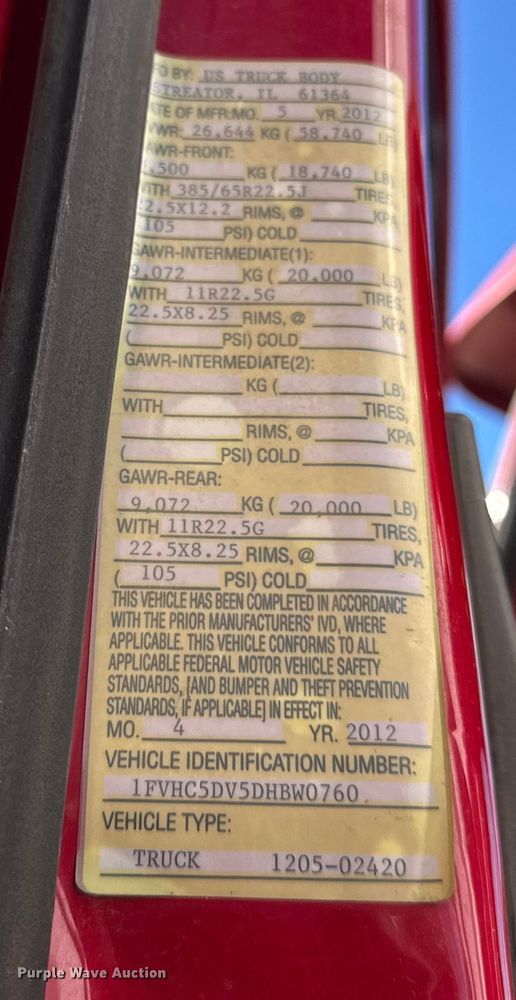 FD BY: US TRUCK BODY
STREATOR, IL 61364
TE OF MFR:MO. 5 YR.2012
VWR: 26,644 KG ( 58,740 LB)
AWR-FRONT:
,500 KG ( 18,740 LB)
WITH 385/65R22.5J TIRES,
22.5X12.2 RIMS, @ KPA
105 PSI) COLD
GAWR-INTERMEDIATE(1):
9,072 KG ( 20,000 LB)
WITH 11R22.5G TIRES,
22.5X8.25 RIMS, @ KPA
( PSI) COLD
GAWR-INTERMEDIATE(2):
KG ( LB)
WITH TIRES,
RIMS, @ KPA
( PSI) COLD
GAWR-REAR:
9,072 KG ( 20,000 LB)
WITH 11R22.5G TIRES,
22.5X8.25 RIMS, @ KPA
( 105 PSI) COLD
THIS VEHICLE HAS BEEN COMPLETED IN ACCORDANCE
WITH THE PRIOR MANUFACTURERS' IVD, WHERE
APPLICABLE. THIS VEHICLE CONFORMS TO ALL
APPLICABLE FEDERAL MOTOR VEHICLE SAFETY
STANDARDS, [AND BUMPER AND THEFT PREVENTION
STANDARDS, IF APPLICABLE] IN EFFECT IN:
MO. 4 YR. 2012
VEHICLE IDENTIFICATION NUMBER:
1FVHC5DV5DHBW0760
VEHICLE TYPE:
TRUCK 1205-02420
Purple Wave Auction